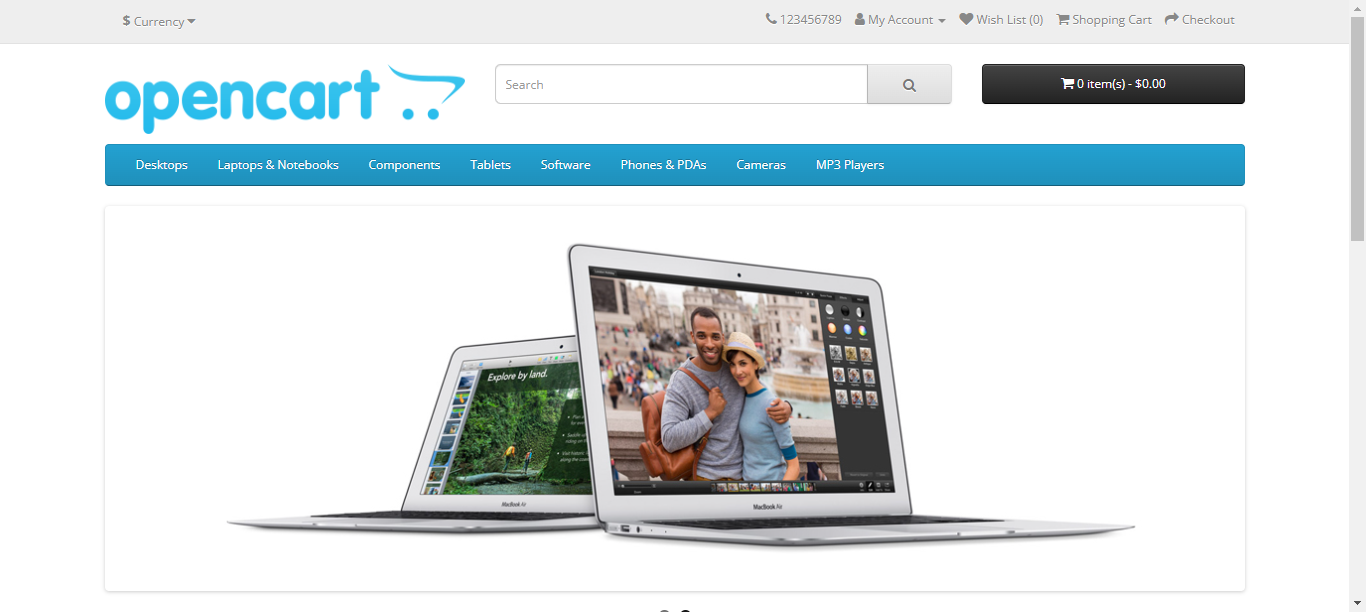 $ Currency
123456789 My Account Wish List (0) Shopping Cart Checkout
opencart
Search
0 item(s) - $0.00
Desktops Laptops & Notebooks Components Tablets Software Phones & PDAs Cameras MP3 Players
Explore by land.
MacBook Air
MacBook Air